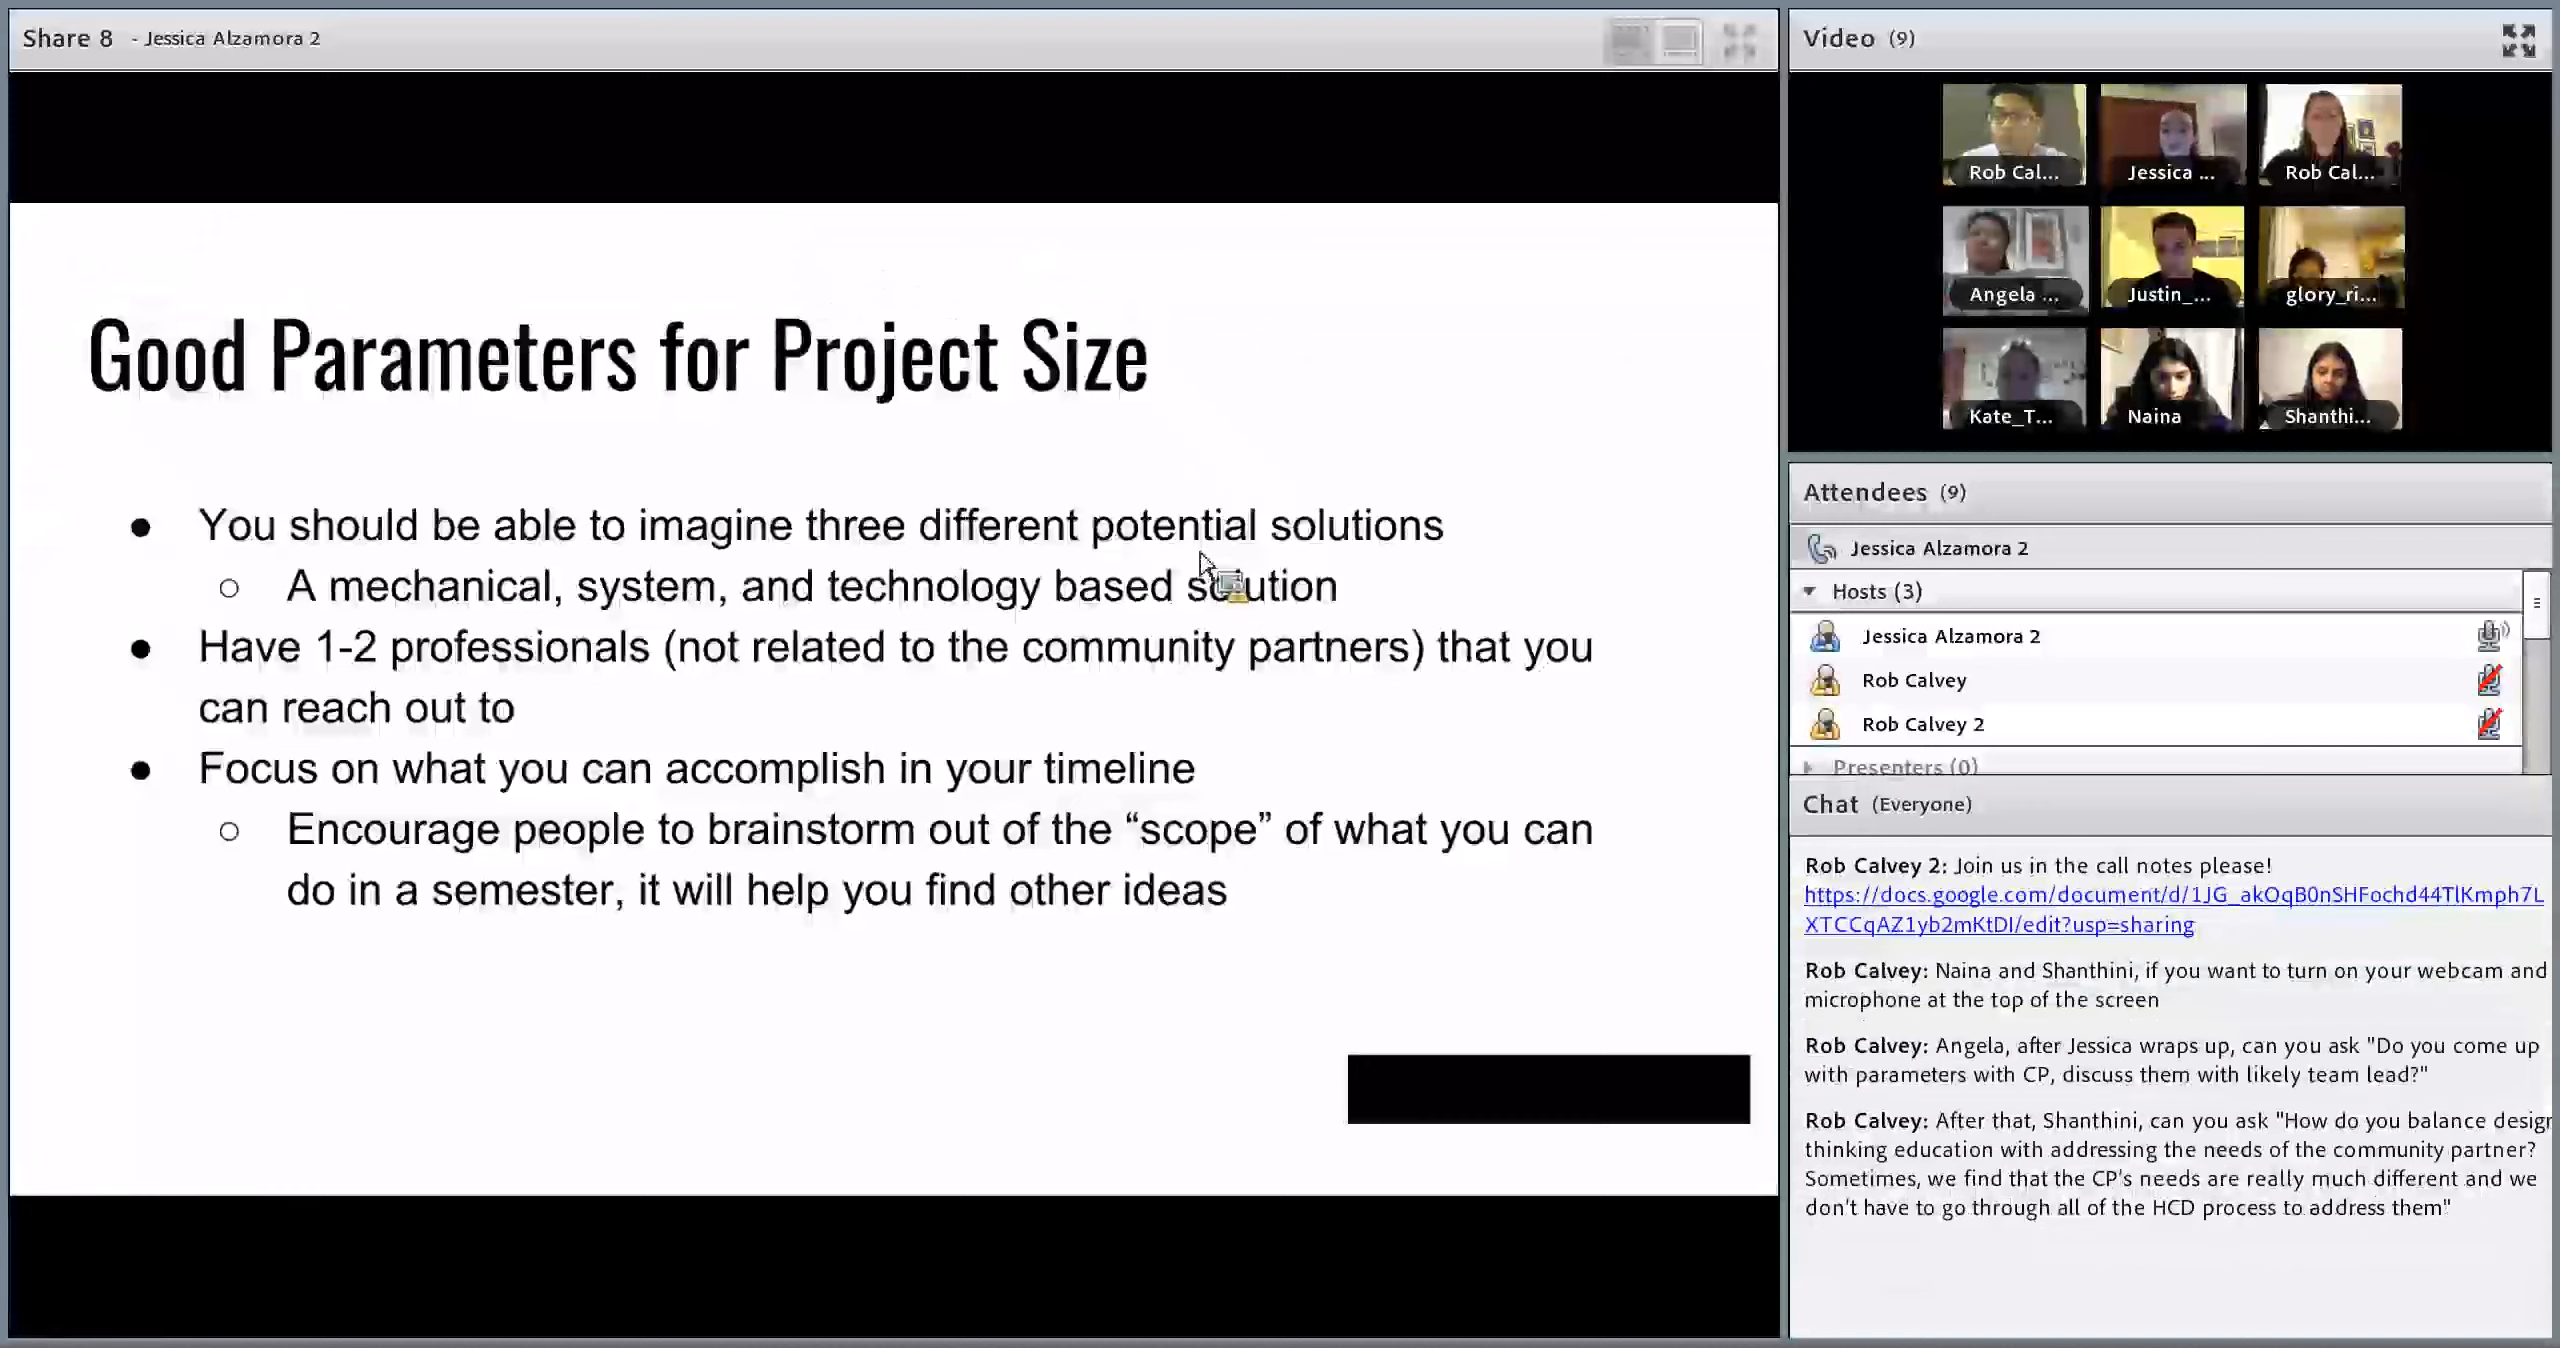 Share 8 - Jessica Alzamora 2
Good Parameters for Project Size
● You should be able to imagine three different potential solutions
○ A mechanical, system, and technology based solution
● Have 1-2 professionals (not related to the community partners) that you
can reach out to
● Focus on what you can accomplish in your timeline
○ Encourage people to brainstorm out of the “scope” of what you can
do in a semester, it will help you find other ideas
Video (9)
Rob Cal...
Jessica ...
Rob Cal...
Angela ...
Justin_...
glory_ri...
Kate_T...
Naina
Shanthi...
Attendees (9)
Jessica Alzamora 2
Hosts (3)
Jessica Alzamora 2
Rob Calvey
Rob Calvey 2
Presenters (0)
Chat (Everyone)
Rob Calvey 2: Join us in the call notes please!
https://docs.google.com/document/d/1JG_akOqB0nSHFochd44TlKmph7L
XTCCqAZ1yb2mKtDI/edit?usp=sharing
Rob Calvey: Naina and Shanthini, if you want to turn on your webcam and
microphone at the top of the screen
Rob Calvey: Angela, after Jessica wraps up, can you ask "Do you come up
with parameters with CP, discuss them with likely team lead?"
Rob Calvey: After that, Shanthini, can you ask "How do you balance design
thinking education with addressing the needs of the community partner?
Sometimes, we find that the CP's needs are really much different and we
don't have to go through all of the HCD process to address them"